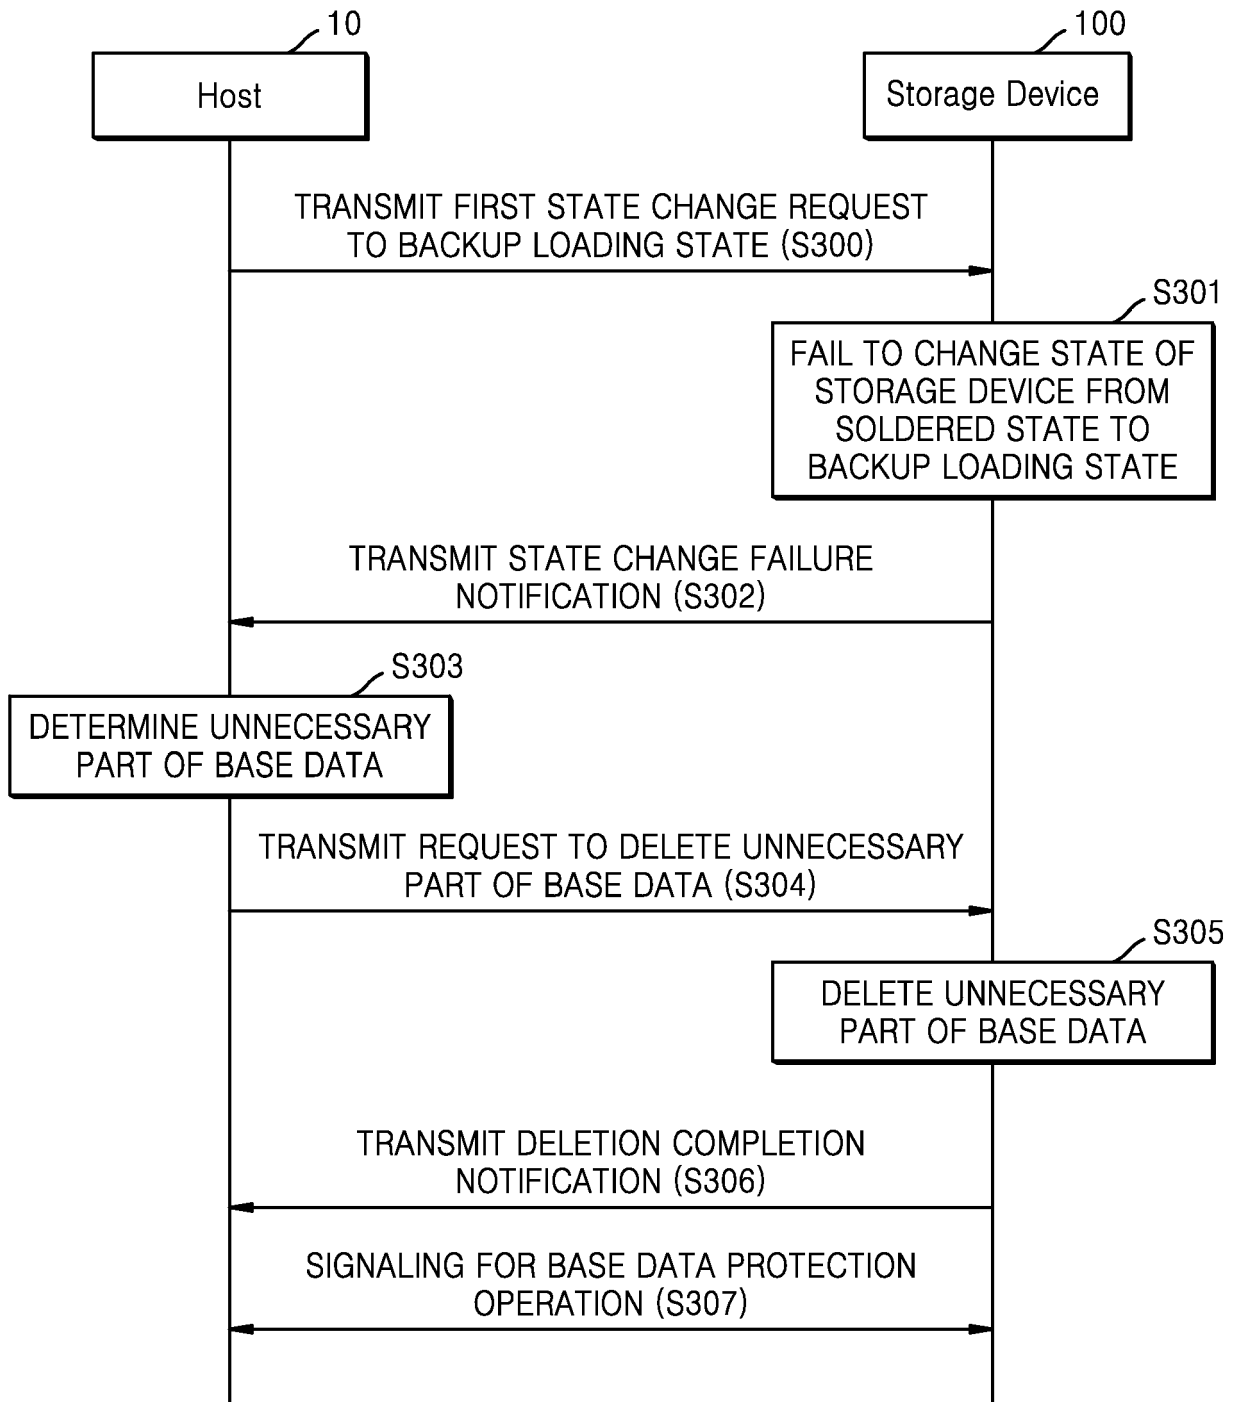 10
100
Host
Storage Device
TRANSMIT FIRST STATE CHANGE REQUEST
TO BACKUP LOADING STATE (S300)
S301
FAIL TO CHANGE STATE OF
STORAGE DEVICE FROM
SOLDERED STATE TO
BACKUP LOADING STATE
TRANSMIT STATE CHANGE FAILURE
NOTIFICATION (S302)
S303
DETERMINE UNNECESSARY
PART OF BASE DATA
TRANSMIT REQUEST TO DELETE UNNECESSARY
PART OF BASE DATA (S304)
S305
DELETE UNNECESSARY
PART OF BASE DATA
TRANSMIT DELETION COMPLETION
NOTIFICATION (S306)
SIGNALING FOR BASE DATA PROTECTION
OPERATION (S307)